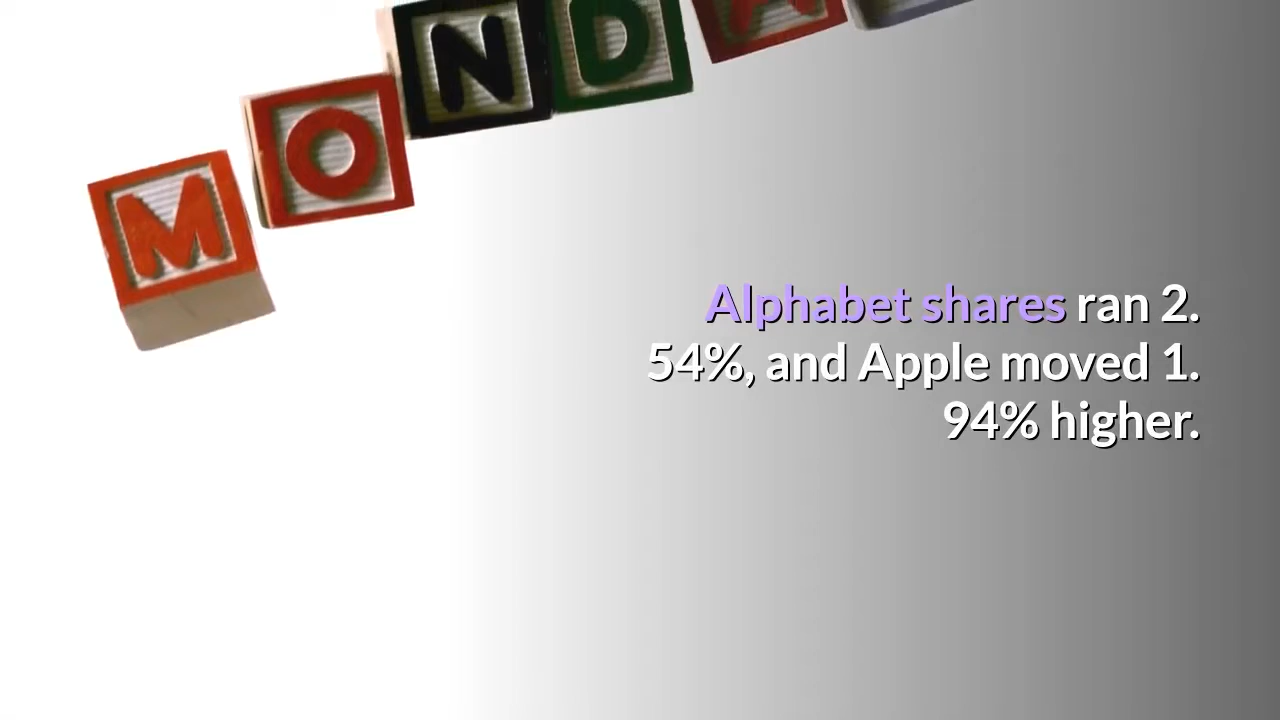 MONDA
Alphabet shares ran 2.
54%, and Apple moved 1.
94% higher.